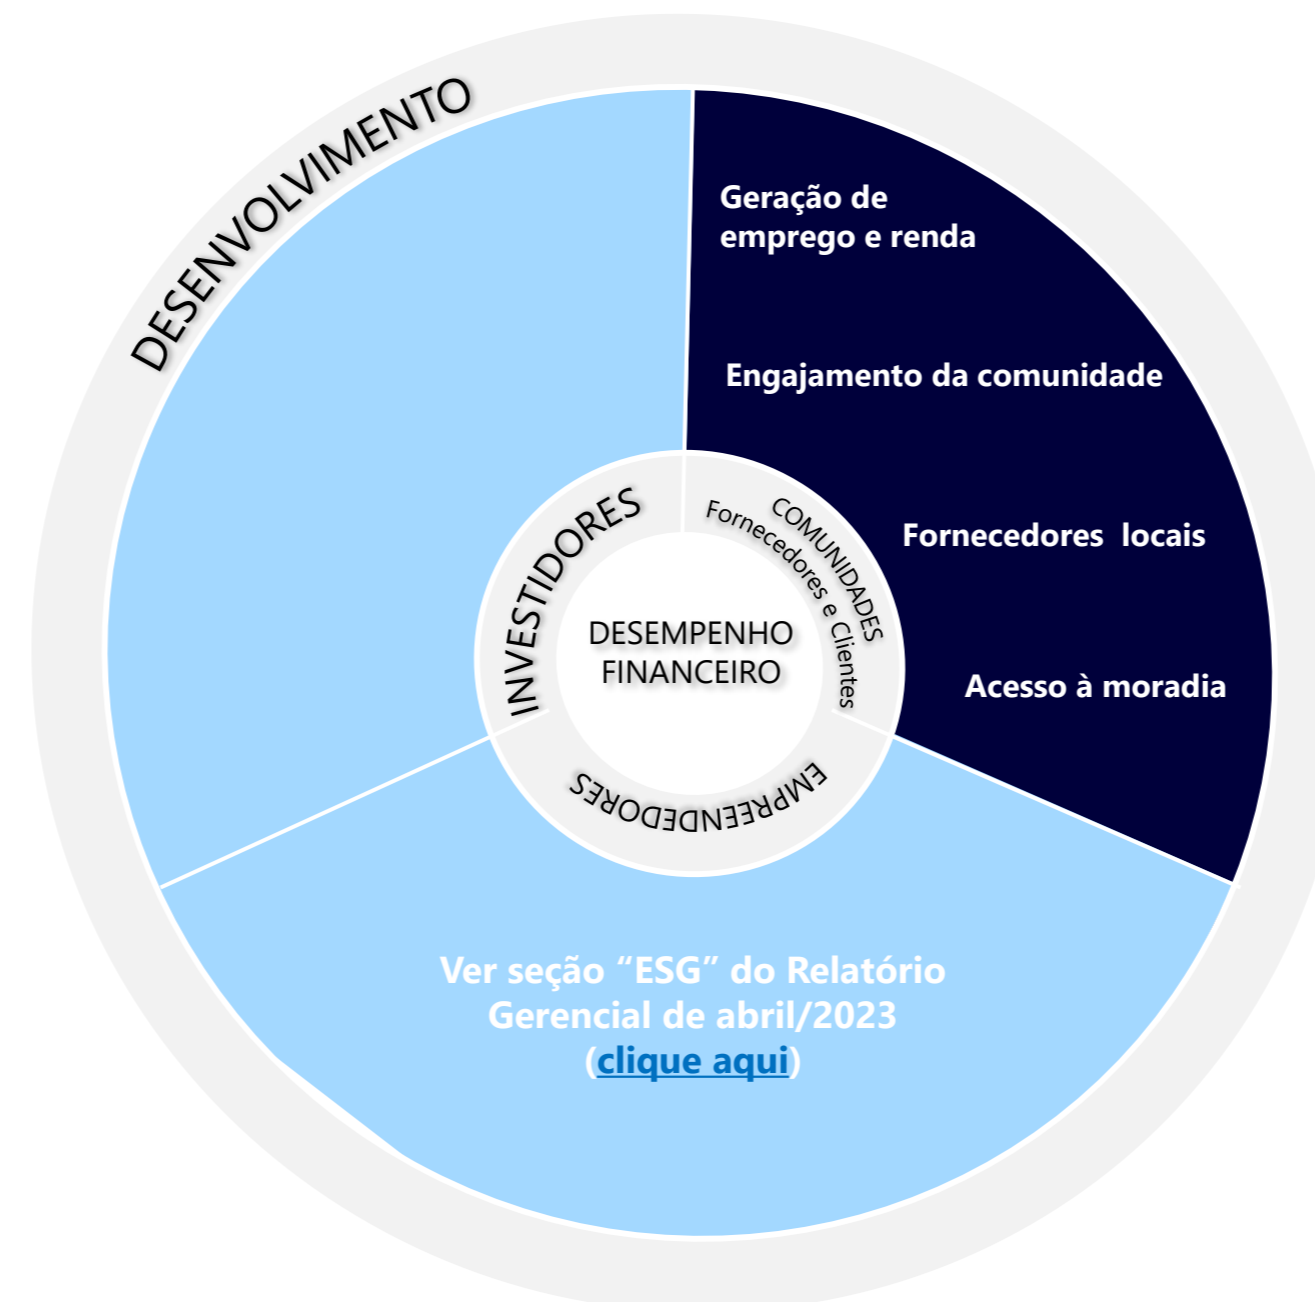 DESENVOLVIMENTO
Geração de
emprego e renda
Engajamento da comunidade
Fornecedores locais
Acesso à moradia
INVESTIDORES
COMUNIDADES
Fornecedores e Clientes
DESEMPENHO
FINANCEIRO
EMPREENDEDORES
Ver seção “ESG” do Relatório
Gerencial de abril/2023
(clique aqui)